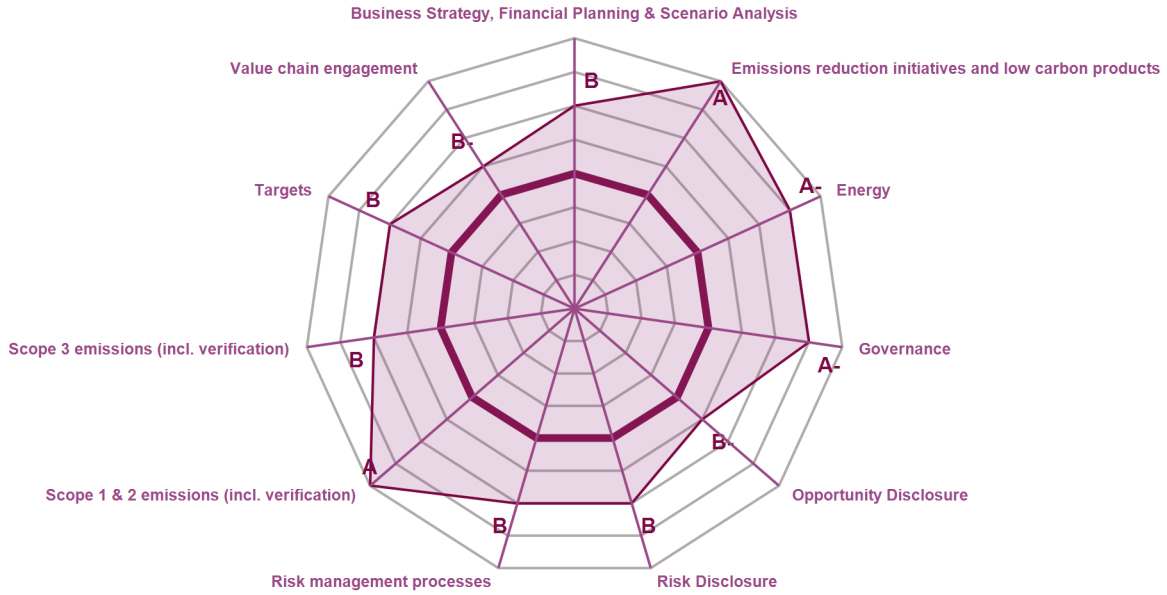 Business Strategy, Financial Planning & Scenario Analysis
Value chain engagement
Emissions reduction initiatives and low carbon products
B
A
B-
A-
Targets
B
Energy
Scope 3 emissions (incl. verification)
B
Governance
A-
B-
A
Scope 1 & 2 emissions (incl. verification)
Opportunity Disclosure
B
B
Risk management processes
Risk Disclosure